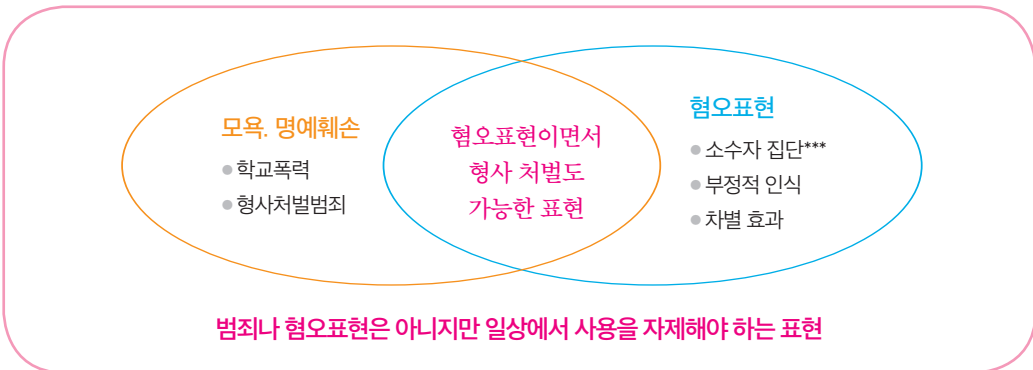 모욕. 명예훼손
● 학교폭력
● 형사처벌범죄
혐오표현이면서
형사 처벌도
가능한 표현
혐오표현
● 소수자 집단***
● 부정적 인식
● 차별 효과
범죄나 혐오표현은 아니지만 일상에서 사용을 자제해야 하는 표현